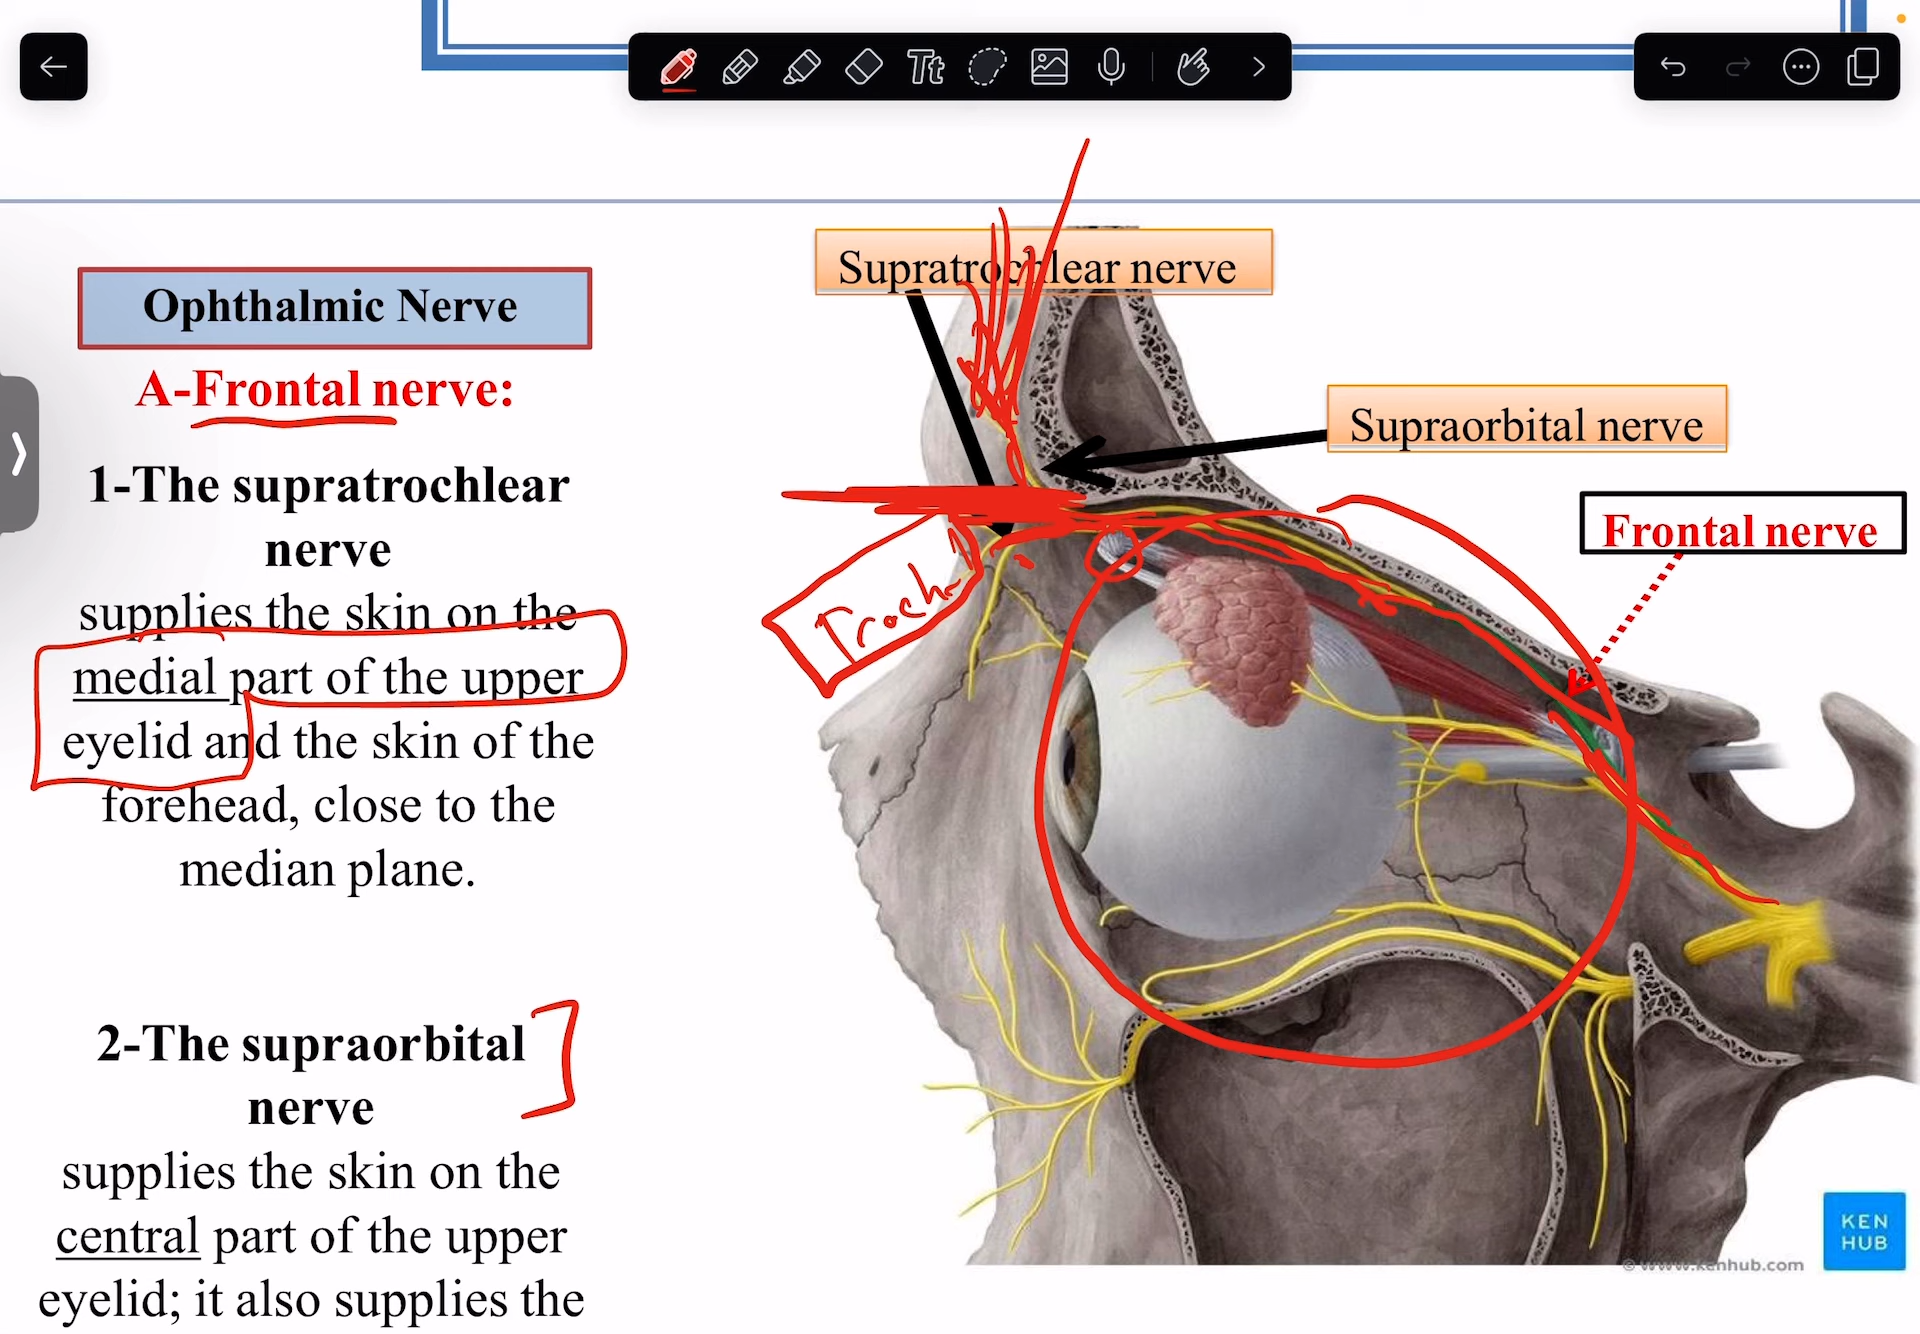 Tt
Supratrochlear nerve
Ophthalmic Nerve
A-Frontal nerve:
Supraorbital nerve
1-The supratrochlear
nerve
Frontal nerve
supplies the skin on the
medial part of the upper
eyelid and the skin of the
forehead, close to the
median plane.
Troch
2-The supraorbital
nerve
supplies the skin on the
central part of the upper
eyelid; it also supplies the
KEN
HUB
© www.kenhub.com